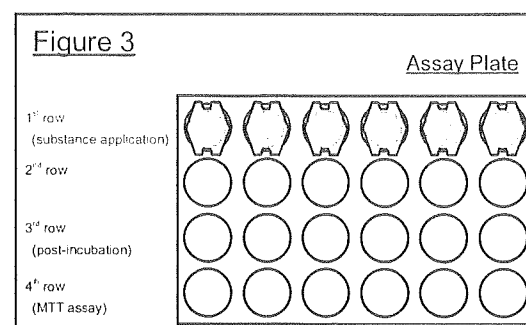 Figure 3
Assay Plate
1st row
(substance application)
2nd row
3rd row
(post-incubation)
4th row
(MTT assay)